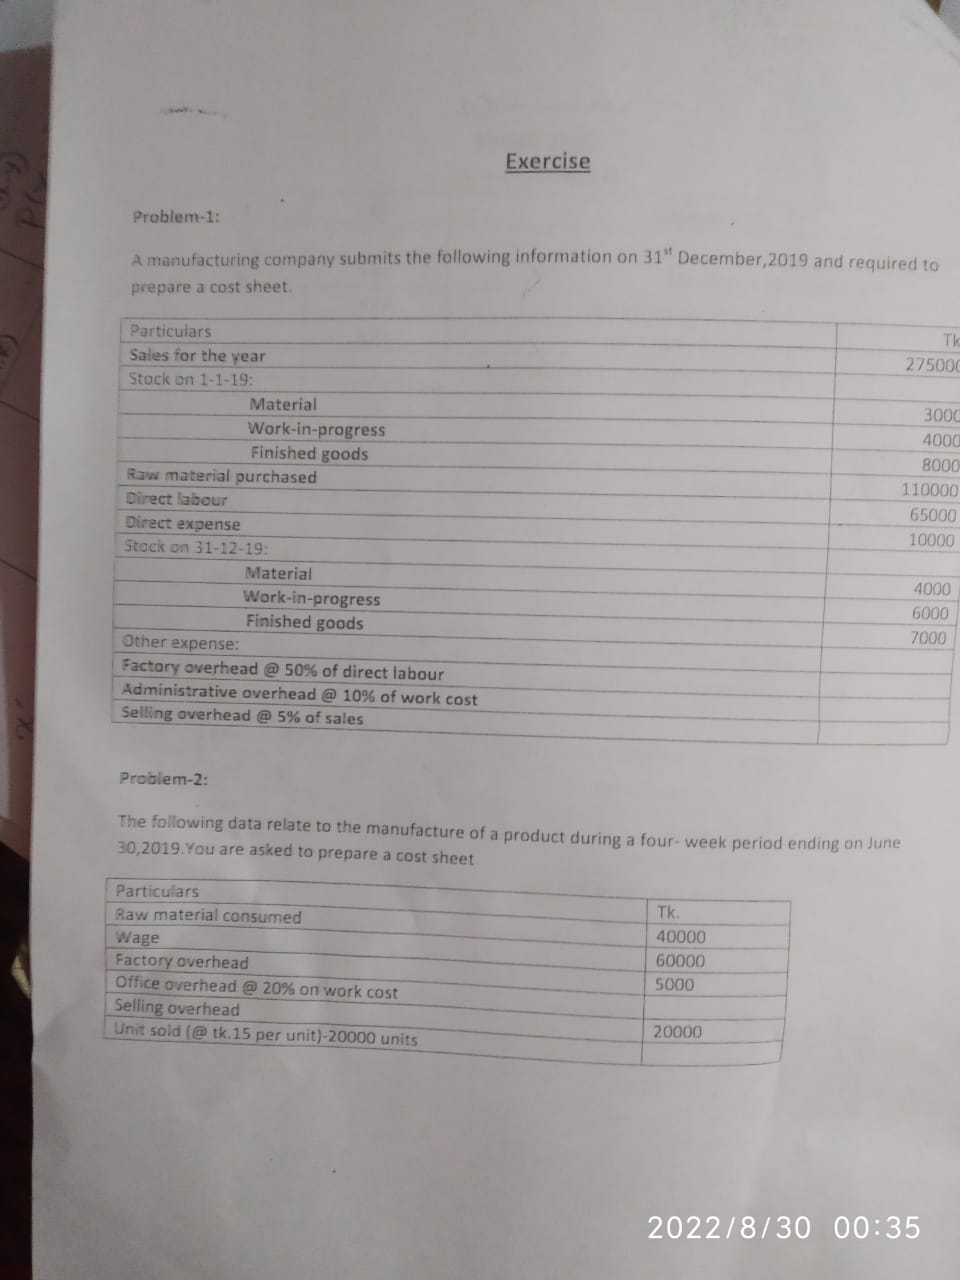 Exercise
Problem-1:
A manufacturing company submits the following information on 31st December,2019 and required to
prepare a cost sheet.
Particulars Tk
Sales for the year 275000
Stock on 1-1-19:
Material 3000
Work-in-progress 4000
Finished goods 8000
Raw material purchased 110000
Direct labour 65000
Direct expense 10000
Stock on 31-12-19:
Material 4000
Work-in-progress 6000
Finished goods 7000
Other expense:
Factory overhead @ 50% of direct labour
Administrative overhead @ 10% of work cost
Selling overhead @ 5% of sales
Problem-2:
The following data relate to the manufacture of a product during a four- week period ending on June
30,2019.You are asked to prepare a cost sheet
Particulars Tk.
Raw material consumed 40000
Wage 60000
Factory overhead 5000
Office overhead @ 20% on work cost
Selling overhead 20000
Unit sold (@ tk.15 per unit)-20000 units
2022/8/30 00:35